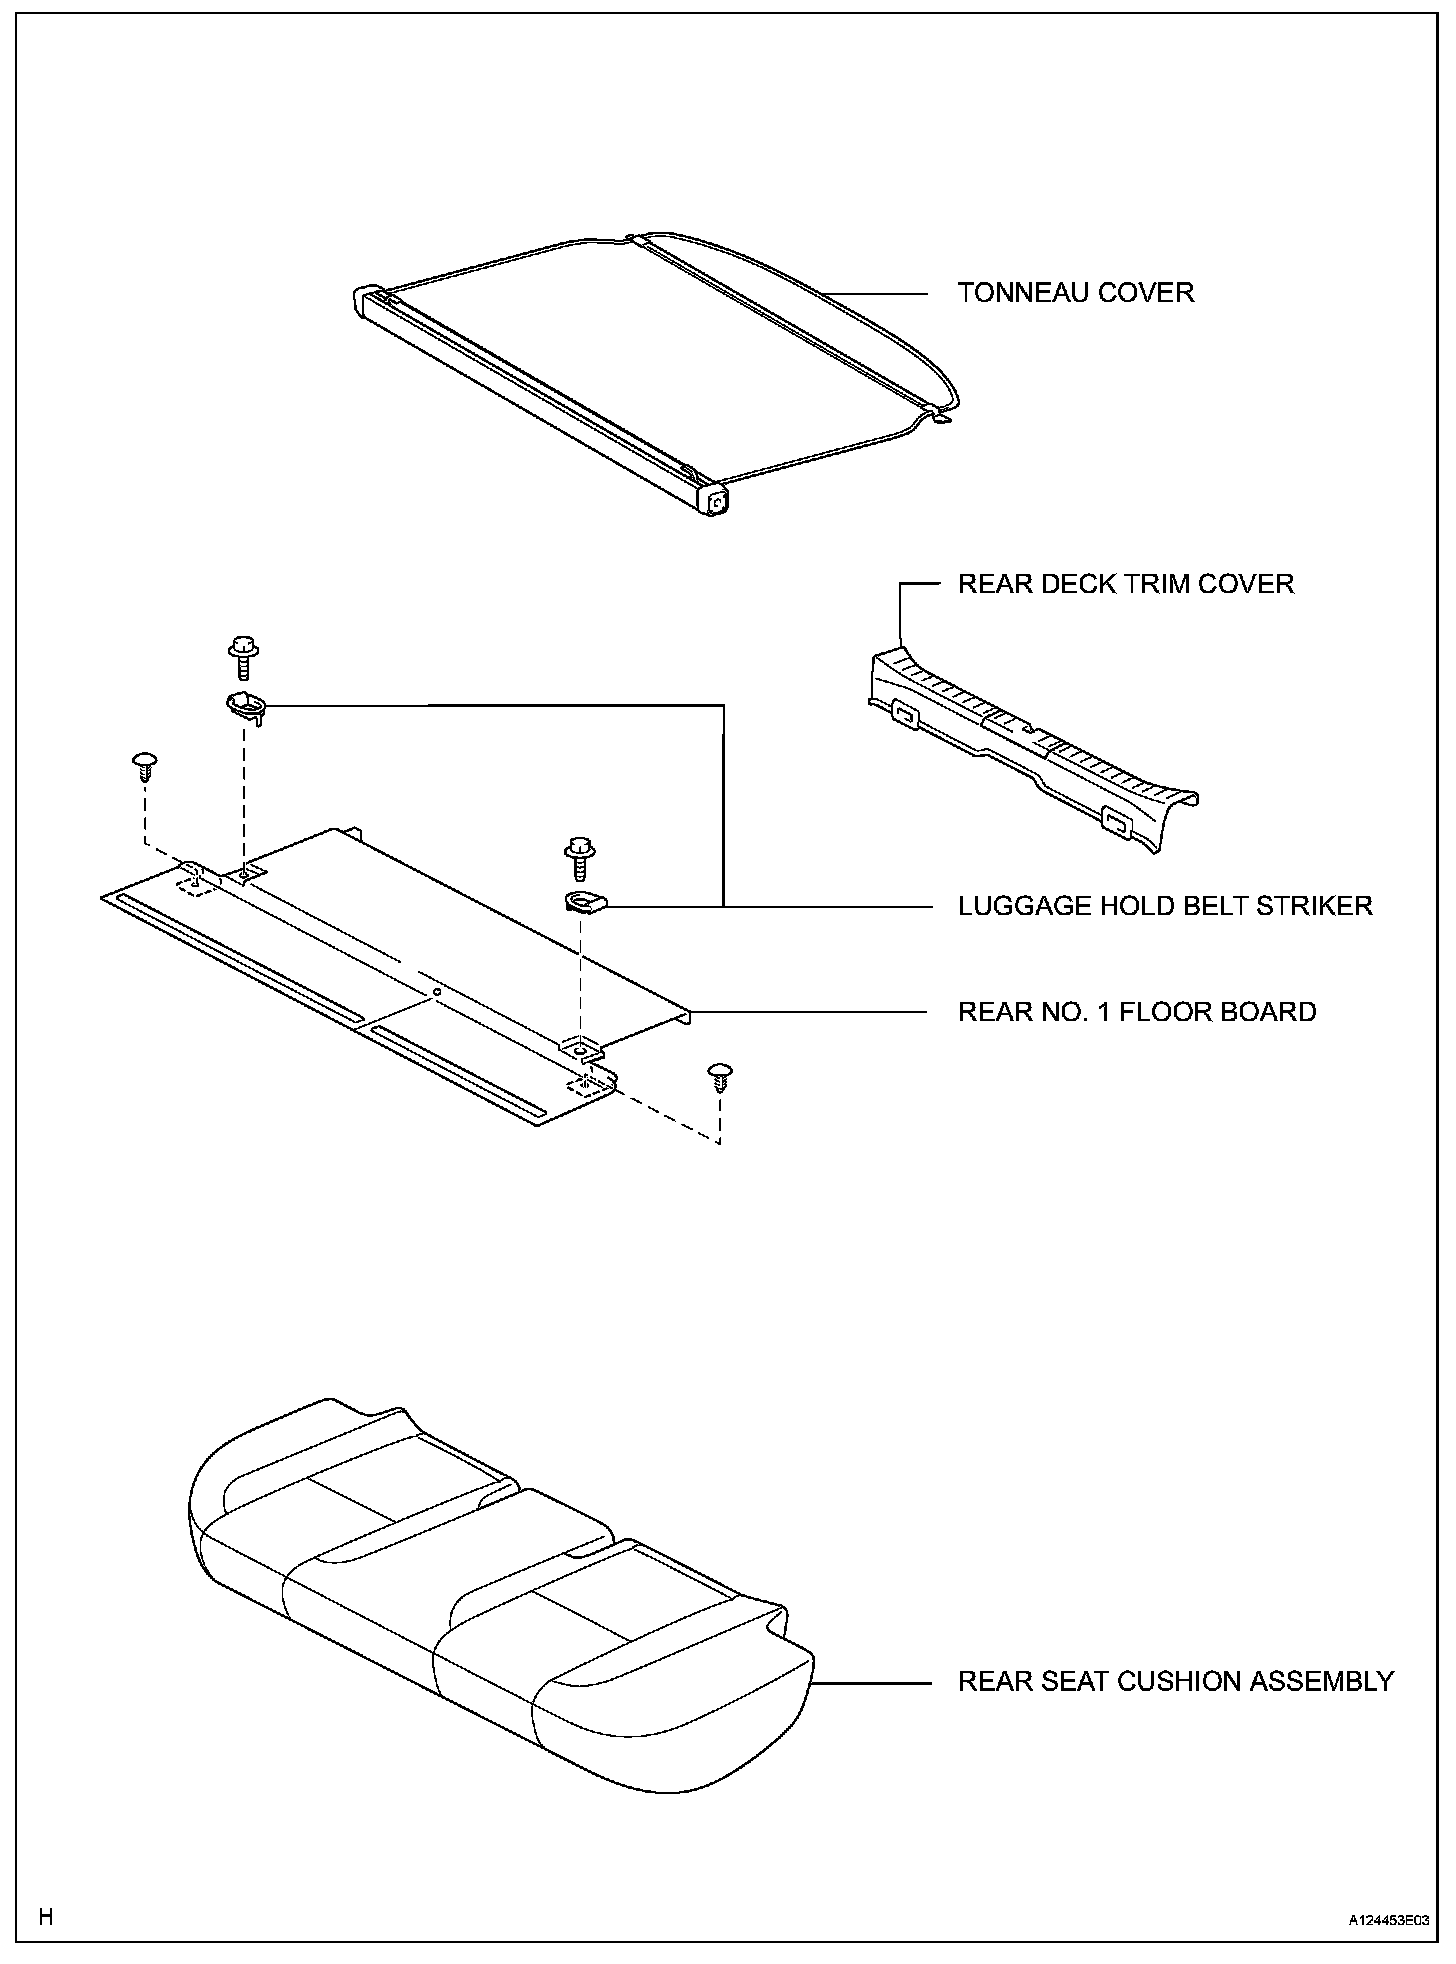 TONNEAU COVER
REAR DECK TRIM COVER
LUGGAGE HOLD BELT STRIKER
REAR NO. 1 FLOOR BOARD
REAR SEAT CUSHION ASSEMBLY
H
A124453E03